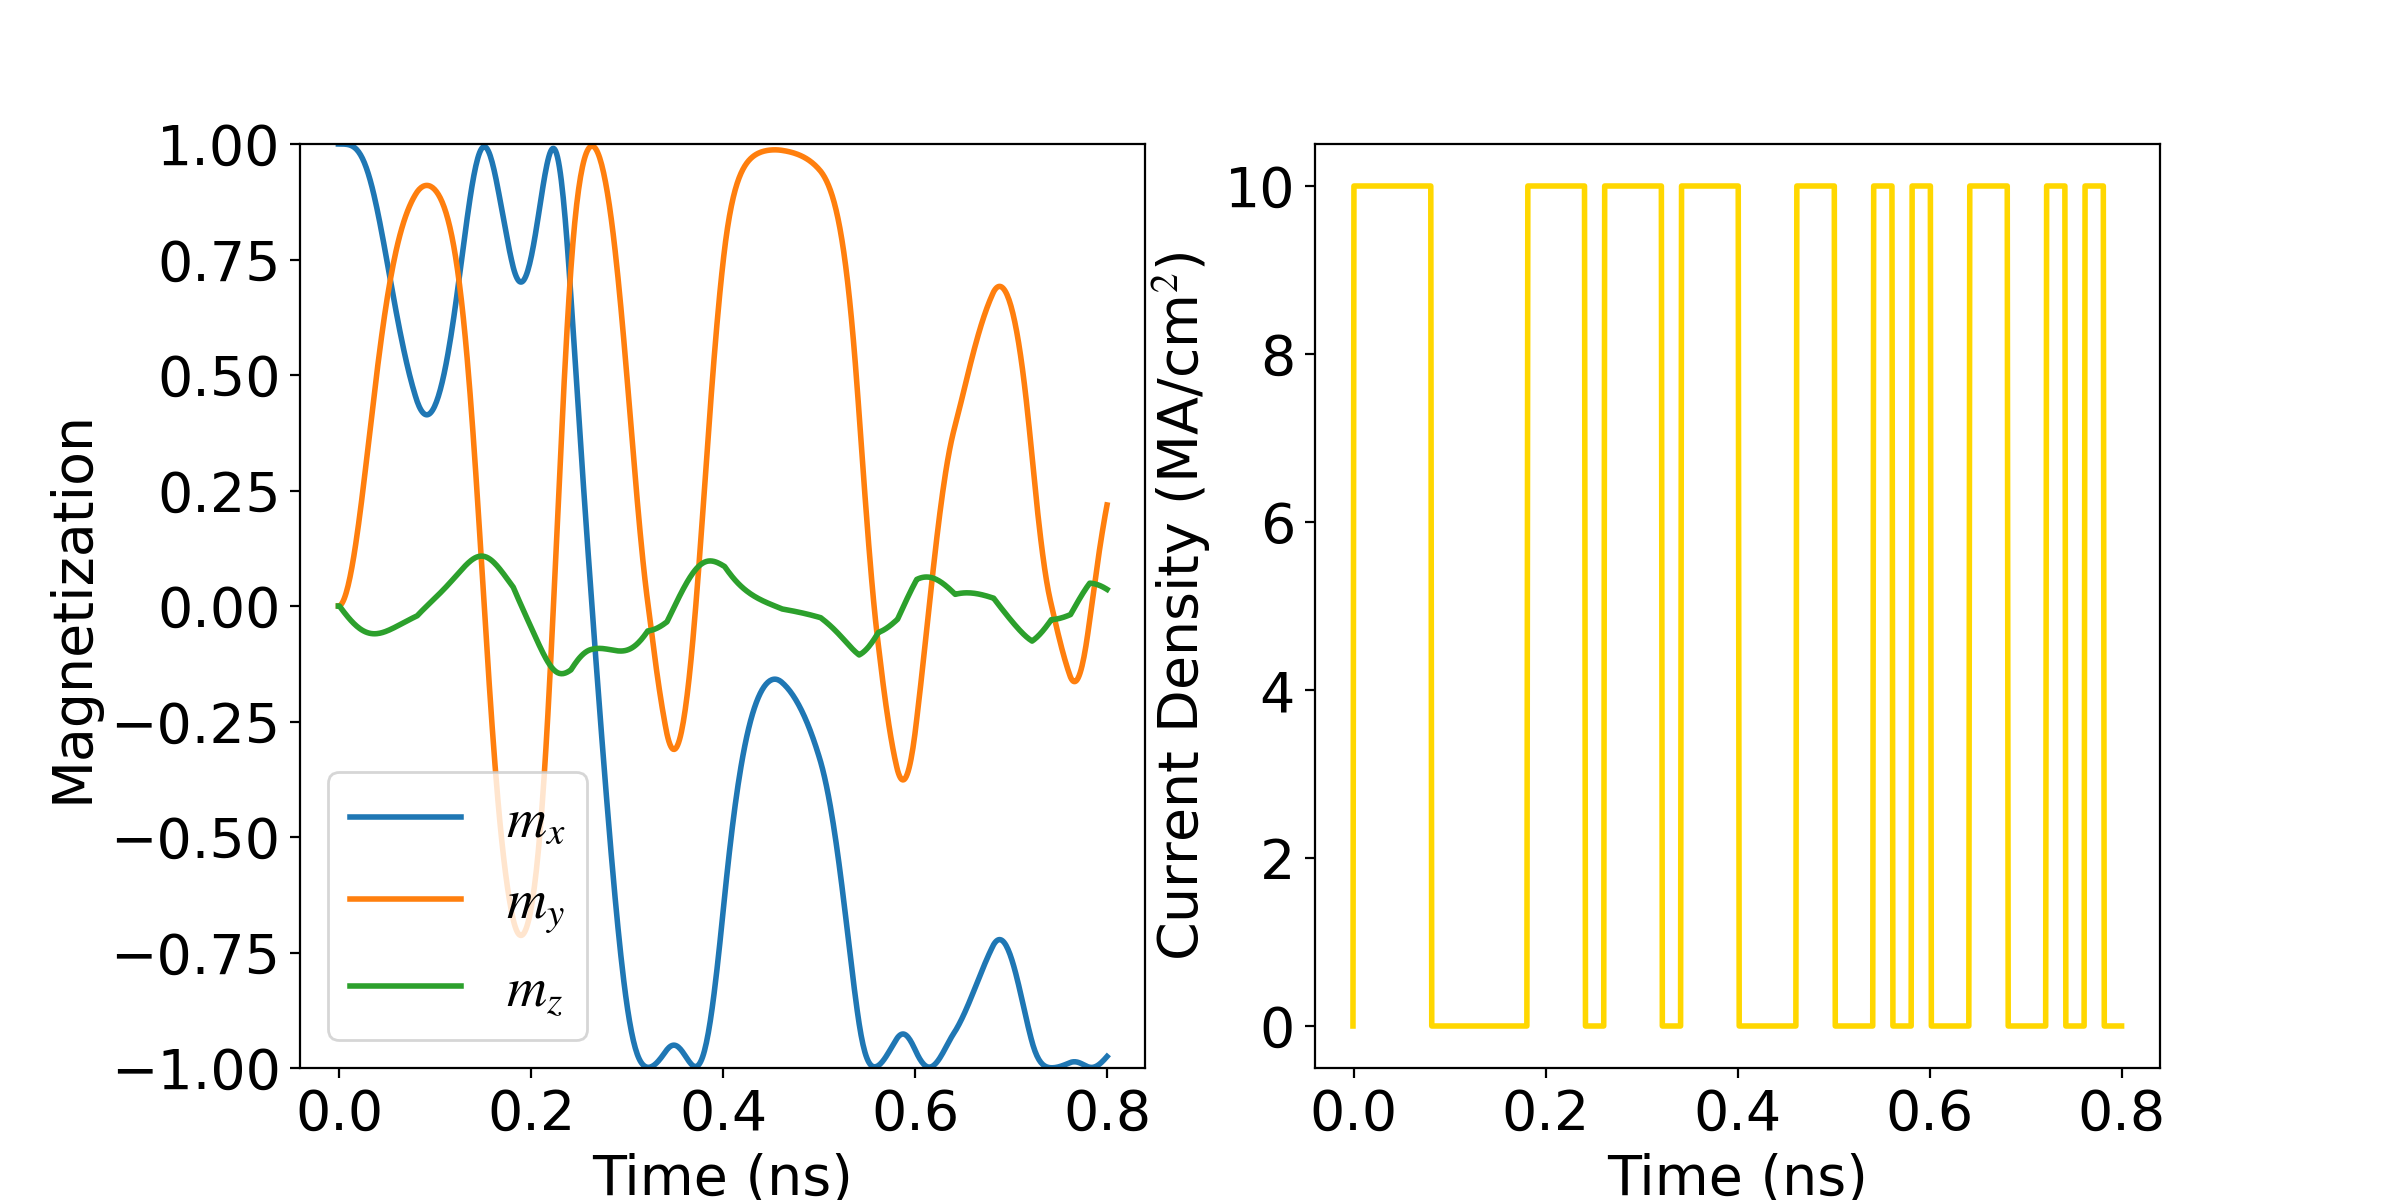 Magnetization
1.00
0.75
0.50
0.25
0.00
−0.25
−0.50
−0.75
−1.00
m_x
m_y
m_z
0.0 0.2 0.4 0.6 0.8
Time (ns)
Current Density (MA/cm²)
10
8
6
4
2
0
0.0 0.2 0.4 0.6 0.8
Time (ns)